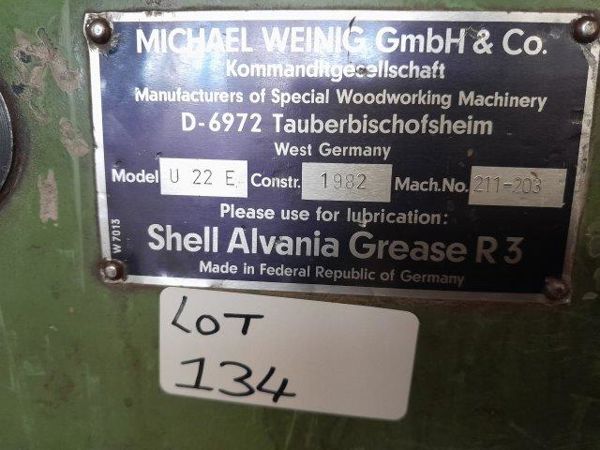 MICHAEL WEINIG GmbH & Co.
Kommanditgesellschaft
Manufacturers of Special Woodworking Machinery
D-6972 Tauberbischofsheim
West Germany
Model U 22 E Constr. 1982 Mach.No. 211-203
Please use for lubrication:
Shell Alvania Grease R3
Made in Federal Republic of Germany
W 7013
LOT
134